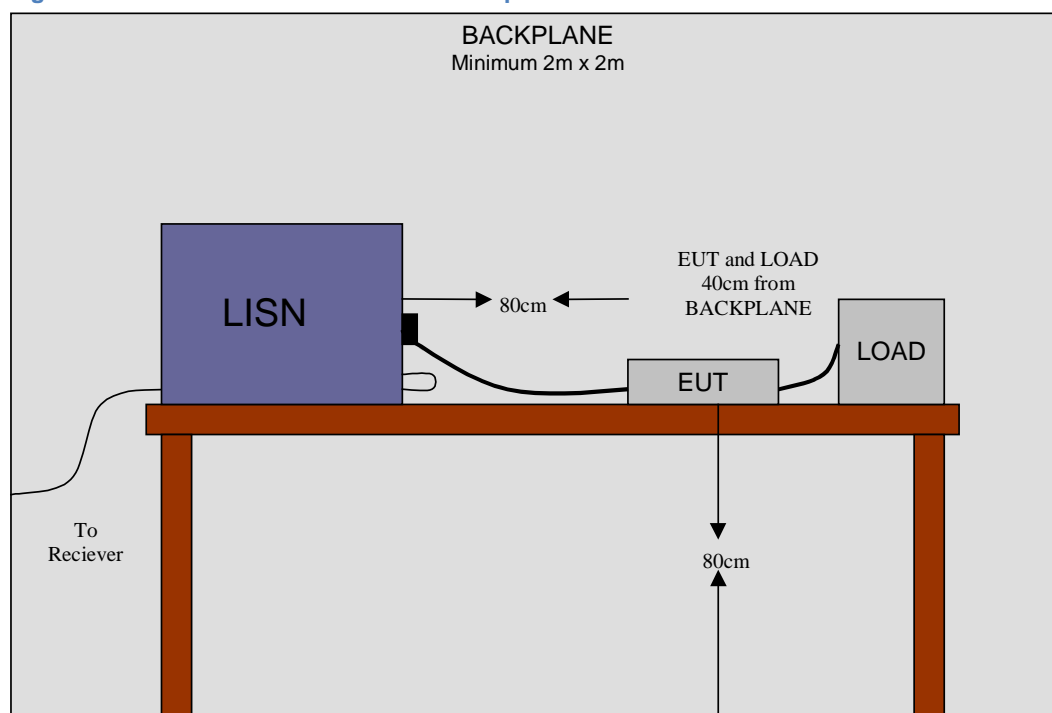 BACKPLANE
Minimum 2m x 2m
LISN
80cm
EUT and LOAD
40cm from
BACKPLANE
LOAD
EUT
To
Reciever
80cm